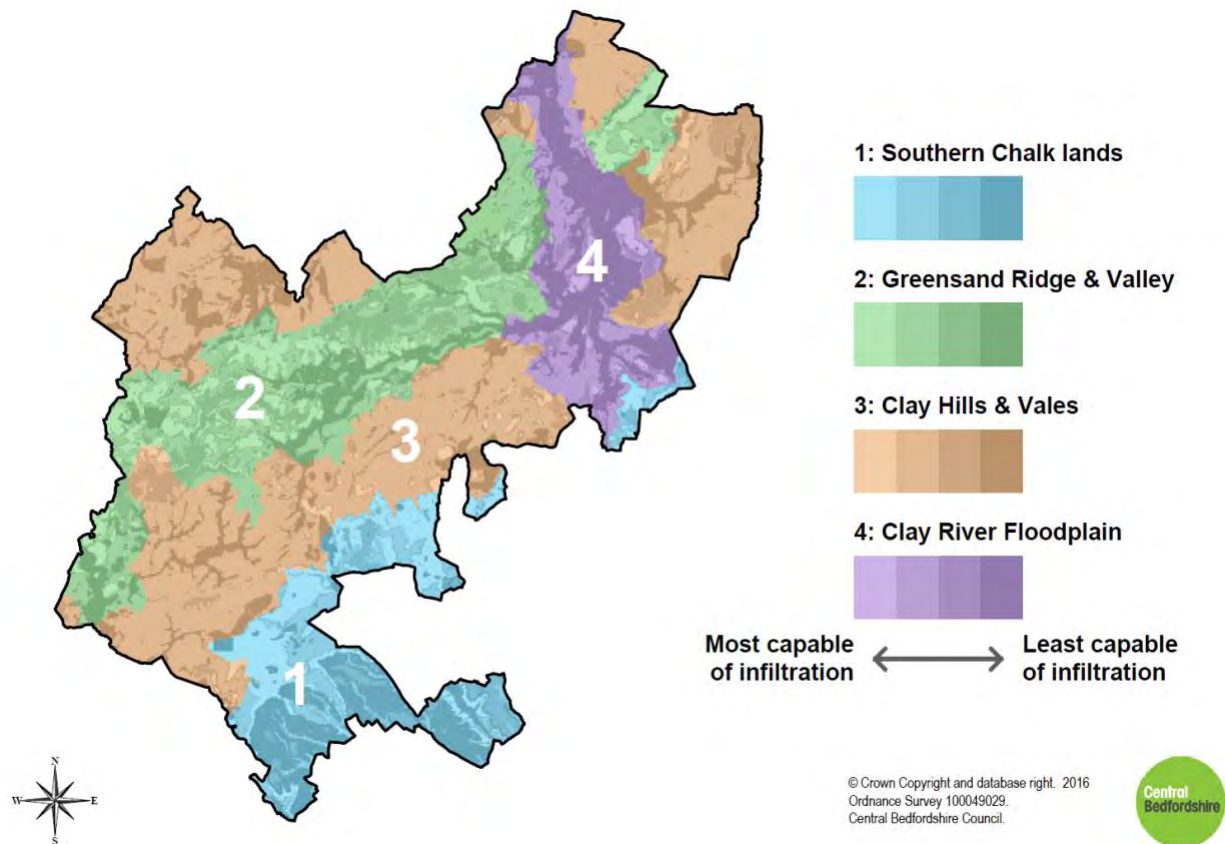 1: Southern Chalk lands
2: Greensand Ridge & Valley
3: Clay Hills & Vales
4: Clay River Floodplain
Most capable
of infiltration
Least capable
of infiltration
4
2
3
1
N
W
E
S
© Crown Copyright and database right. 2016
Ordnance Survey 100049029.
Central Bedfordshire Council.
Central
Bedfordshire